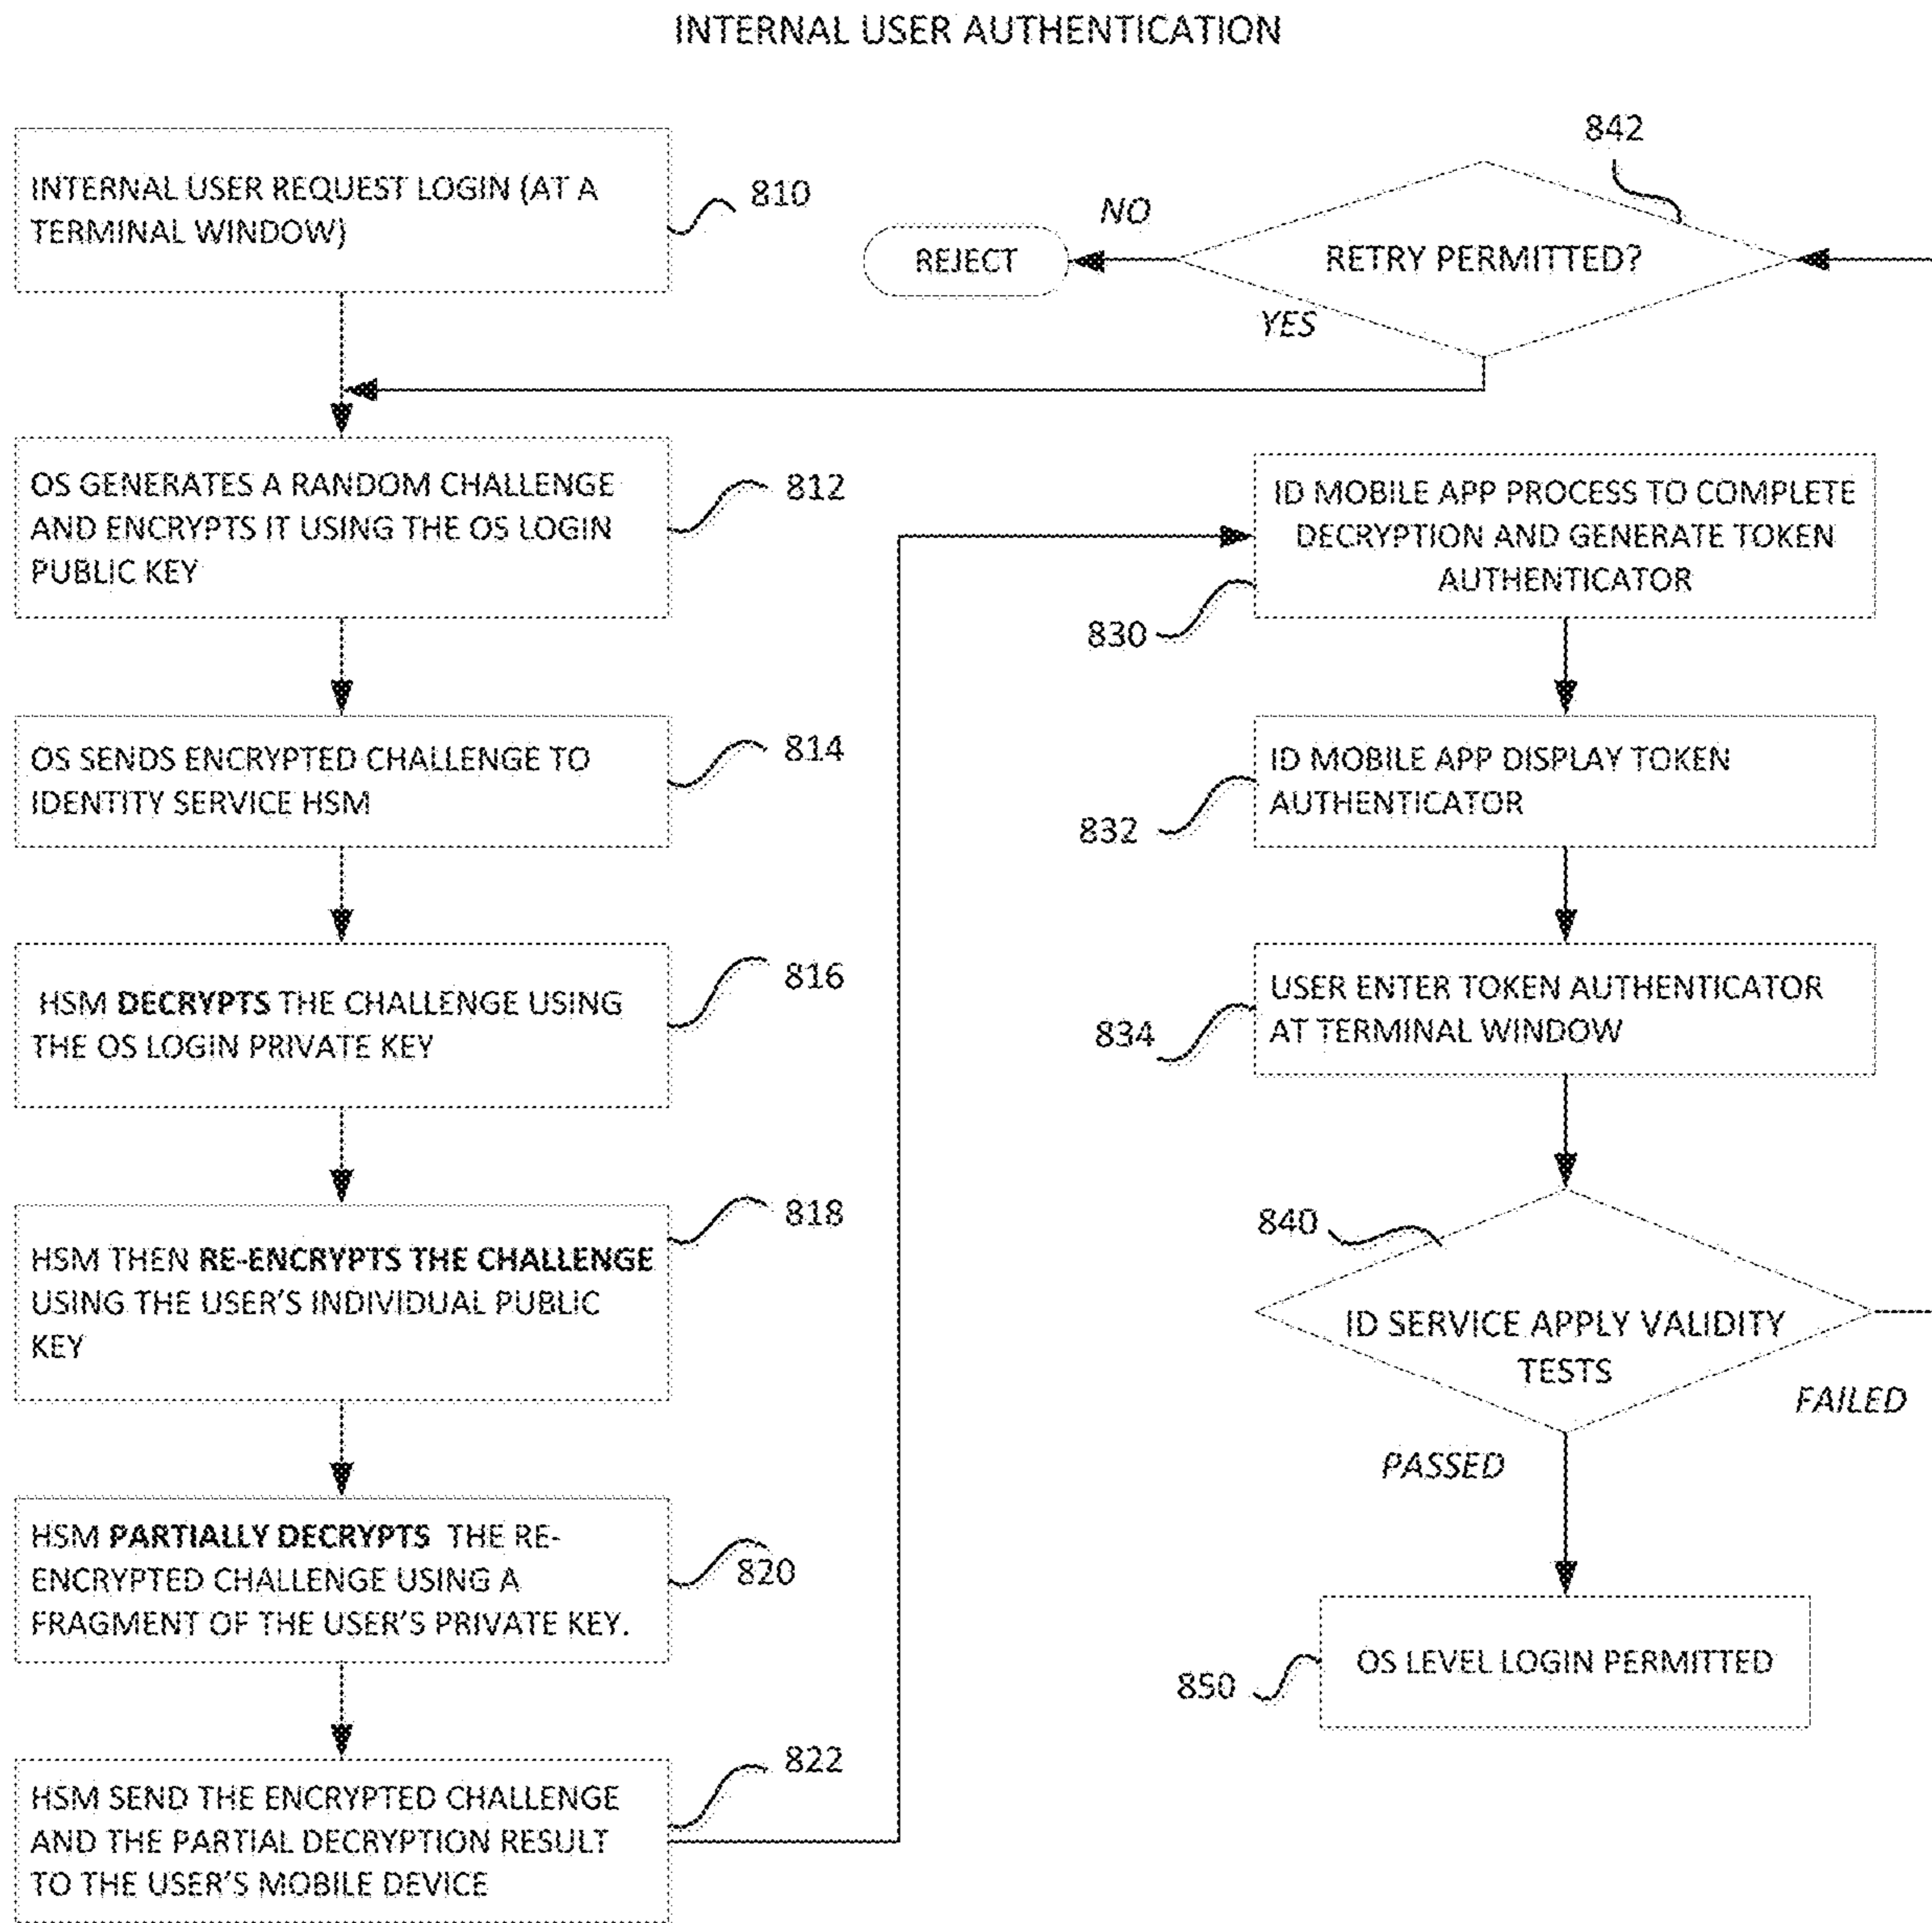 INTERNAL USER AUTHENTICATION
INTERNAL USER REQUEST LOGIN (AT A
TERMINAL WINDOW)
810
OS GENERATES A RANDOM CHALLENGE
AND ENCRYPTS IT USING THE OS LOGIN
PUBLIC KEY
812
OS SENDS ENCRYPTED CHALLENGE TO
IDENTITY SERVICE HSM
814
HSM DECRYPTS THE CHALLENGE USING
THE OS LOGIN PRIVATE KEY
816
HSM THEN RE-ENCRYPTS THE CHALLENGE
USING THE USER'S INDIVIDUAL PUBLIC
KEY
818
HSM PARTIALLY DECRYPTS THE RE-
ENCRYPTED CHALLENGE USING A
FRAGMENT OF THE USER'S PRIVATE KEY.
820
HSM SEND THE ENCRYPTED CHALLENGE
AND THE PARTIAL DECRYPTION RESULT
TO THE USER'S MOBILE DEVICE
822
842
RETRY PERMITTED?
NO
REJECT
YES
ID MOBILE APP PROCESS TO COMPLETE
DECRYPTION AND GENERATE TOKEN
AUTHENTICATOR
830
ID MOBILE APP DISPLAY TOKEN
AUTHENTICATOR
832
USER ENTER TOKEN AUTHENTICATOR
AT TERMINAL WINDOW
834
840
ID SERVICE APPLY VALIDITY
TESTS
FAILED
PASSED
OS LEVEL LOGIN PERMITTED
850